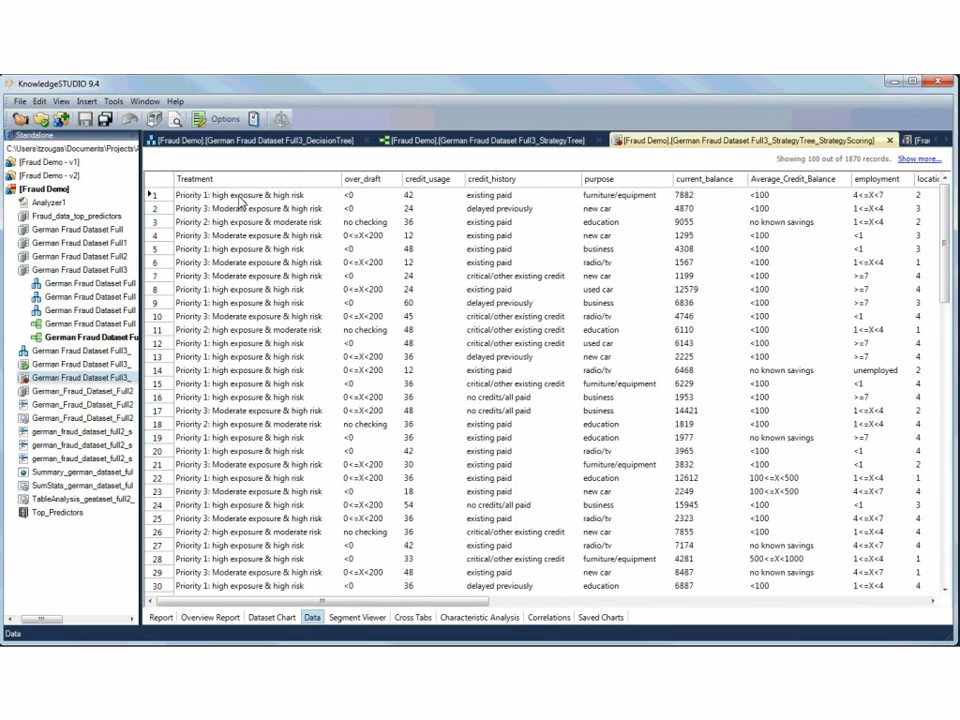 KnowledgeSTUDIO 9.4
File Edit View Insert Tools Window Help
Options
Standalone
[Fraud Demo].[German Fraud Dataset Full3_DecisionTree] [Fraud Demo].[German Fraud Dataset Full3_StrategyTree] [Fraud Demo].[German Fraud Dataset Full3_StrategyTree_StrategyScoring] [Frau
C:\Users\tzougas\Documents\Projects\A
[Fraud Demo - v1]
[Fraud Demo - v2]
[Fraud Demo]
Analyzer1
Fraud_data_top_predictors
German Fraud Dataset Full
German Fraud Dataset Full1
German Fraud Dataset Full2
German Fraud Dataset Full3
German Fraud Dataset Full
German Fraud Dataset Full
German Fraud Dataset Full
German Fraud Dataset Full
German Fraud Dataset Fu
German Fraud Dataset Full3_
German Fraud Dataset Full3_
German Fraud Dataset Full3_
German_Fraud_Dataset_Full2
German_Fraud_Dataset_Full2
German_Fraud_Dataset_Full2
german_fraud_dataset_full2_s
german_fraud_dataset_full2_s
german_fraud_dataset_full2_s
Summary_german_dataset_ful
SumStats_german_dataset_ful
TableAnalysis_geataset_full2_
Top_Predictors
Showing 100 out of 1870 records. Show more...
Treatment over_draft credit_usage credit_history purpose current_balance Average_Credit_Balance employment locatio
1 Priority 1: high exposure & high risk <0 42 existing paid furniture/equipment 7882 <100 4<=X<7 2
2 Priority 3: Moderate exposure & high risk <0 24 delayed previously new car 4870 <100 1<=X<4 3
3 Priority 2: high exposure & moderate risk no checking 36 existing paid education 9055 no known savings 1<=X<4 2
4 Priority 3: Moderate exposure & high risk 0<=X<200 12 existing paid new car 1295 <100 <1 3
5 Priority 1: high exposure & high risk <0 48 existing paid business 4308 <100 <1 3
6 Priority 3: Moderate exposure & high risk 0<=X<200 12 existing paid radio/tv 1567 <100 1<=X<4 1
7 Priority 3: Moderate exposure & high risk <0 24 critical/other existing credit new car 1199 <100 >=7 4
8 Priority 1: high exposure & high risk 0<=X<200 24 existing paid used car 12579 <100 >=7 4
9 Priority 1: high exposure & high risk <0 60 delayed previously business 6836 <100 >=7 3
10 Priority 3: Moderate exposure & high risk 0<=X<200 45 critical/other existing credit radio/tv 4746 <100 <1 4
11 Priority 2: high exposure & moderate risk no checking 48 critical/other existing credit education 6110 <100 1<=X<4 1
12 Priority 1: high exposure & high risk <0 48 critical/other existing credit used car 6143 <100 >=7 4
13 Priority 1: high exposure & high risk 0<=X<200 36 delayed previously new car 2225 <100 >=7 4
14 Priority 1: high exposure & high risk 0<=X<200 12 existing paid radio/tv 6468 no known savings unemployed 2
15 Priority 1: high exposure & high risk <0 36 critical/other existing credit furniture/equipment 6229 <100 <1 4
16 Priority 1: high exposure & high risk 0<=X<200 36 no credits/all paid business 1953 <100 >=7 4
17 Priority 3: Moderate exposure & high risk 0<=X<200 48 no credits/all paid business 14421 <100 1<=X<4 2
18 Priority 2: high exposure & moderate risk no checking 36 existing paid education 1819 <100 1<=X<4 4
19 Priority 1: high exposure & high risk <0 36 existing paid education 1977 no known savings >=7 4
20 Priority 1: high exposure & high risk <0 42 existing paid radio/tv 3965 <100 <1 4
21 Priority 3: Moderate exposure & high risk 0<=X<200 30 existing paid furniture/equipment 3832 <100 <1 2
22 Priority 1: high exposure & high risk 0<=X<200 36 existing paid education 12612 100<=X<500 1<=X<4 4
23 Priority 3: Moderate exposure & high risk <0 18 existing paid new car 2249 100<=X<500 4<=X<7 4
24 Priority 1: high exposure & high risk 0<=X<200 54 no credits/all paid business 15945 <100 <1 3
25 Priority 3: Moderate exposure & high risk 0<=X<200 36 existing paid radio/tv 2323 <100 4<=X<7 4
26 Priority 2: high exposure & moderate risk no checking 36 critical/other existing credit new car 7855 <100 1<=X<4 4
27 Priority 1: high exposure & high risk <0 42 existing paid radio/tv 7174 no known savings 4<=X<7 4
28 Priority 1: high exposure & high risk <0 33 critical/other existing credit furniture/equipment 4281 500<=X<1000 1<=X<4 1
29 Priority 3: Moderate exposure & high risk 0<=X<200 48 existing paid new car 8487 no known savings 4<=X<7 1
30 Priority 1: high exposure & high risk <0 36 delayed previously education 6887 <100 1<=X<4 4
Report Overview Report Dataset Chart Data Segment Viewer Cross Tabs Characteristic Analysis Correlations Saved Charts
Data